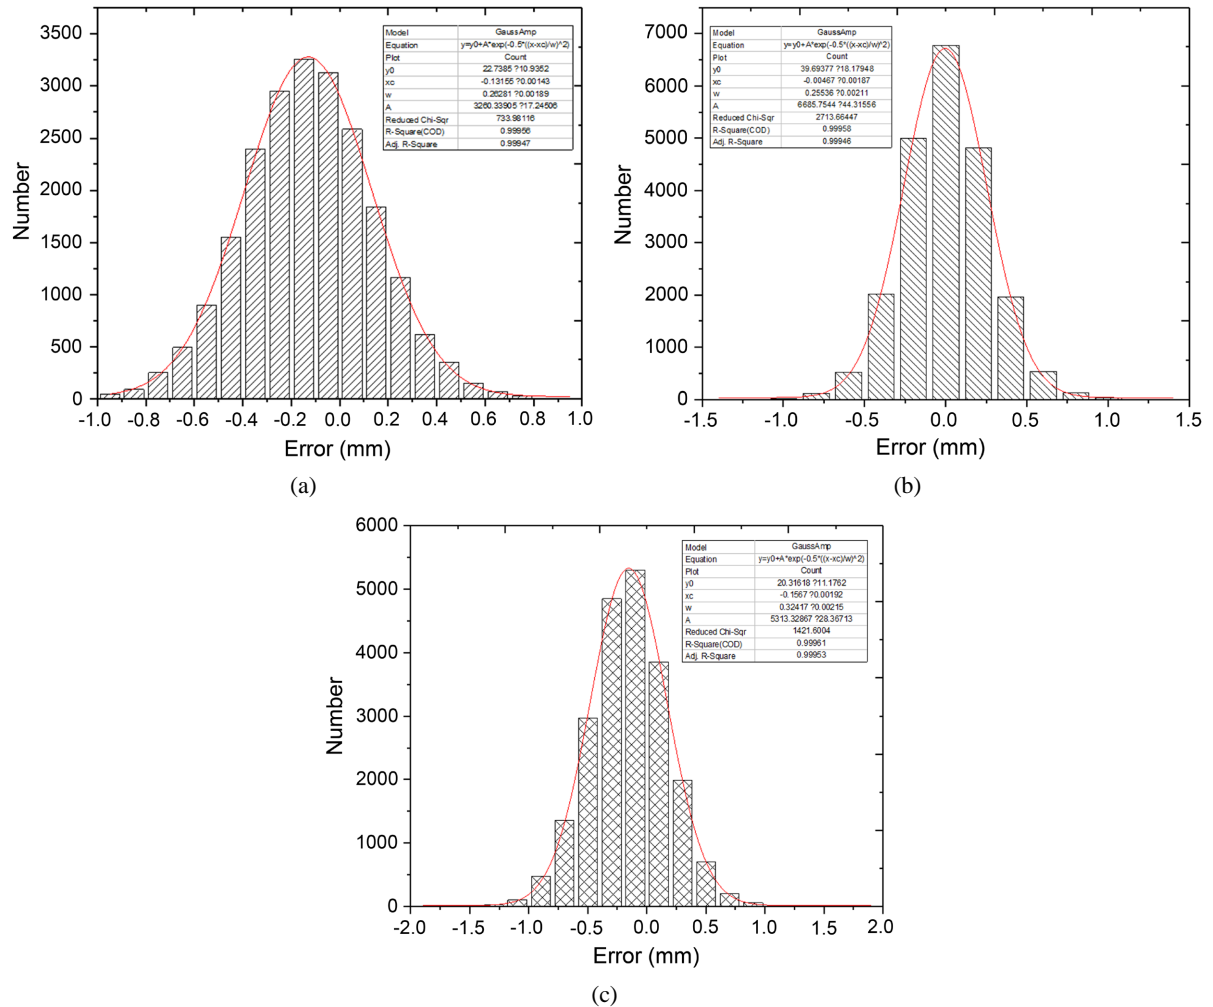 3500
3000
2500
2000
1500
1000
500
0
Number
-1.0 -0.8 -0.6 -0.4 -0.2 0.0 0.2 0.4 0.6 0.8 1.0
Error (mm)
Model GaussAmp
Equation y=y0+A*exp(-0.5*((x-xc)/w)^2)
Plot Count
y0 22.7385 ?10.9352
xc -0.13155 ?0.00143
w 0.26281 ?0.00189
A 3260.33905 ?17.24506
Reduced Chi-Sqr 733.98116
R-Square(COD) 0.99956
Adj. R-Square 0.99947
(a)
7000
6000
5000
4000
3000
2000
1000
0
Number
-1.5 -1.0 -0.5 0.0 0.5 1.0 1.5
Error (mm)
Model GaussAmp
Equation y=y0+A*exp(-0.5*((x-xc)/w)^2)
Plot Count
y0 39.69377 ?18.17948
xc -0.00467 ?0.00187
w 0.25536 ?0.00211
A 6685.7544 ?44.31556
Reduced Chi-Sqr 2713.66447
R-Square(COD) 0.99958
Adj. R-Square 0.99946
(b)
6000
5000
4000
3000
2000
1000
0
Number
-2.0 -1.5 -1.0 -0.5 0.0 0.5 1.0 1.5 2.0
Error (mm)
Model GaussAmp
Equation y=y0+A*exp(-0.5*((x-xc)/w)^2)
Plot Count
y0 20.31618 ?11.1762
xc -0.1567 ?0.00192
w 0.32417 ?0.00215
A 5313.32867 ?28.36713
Reduced Chi-Sqr 1421.6004
R-Square(COD) 0.99961
Adj. R-Square 0.99953
(c)